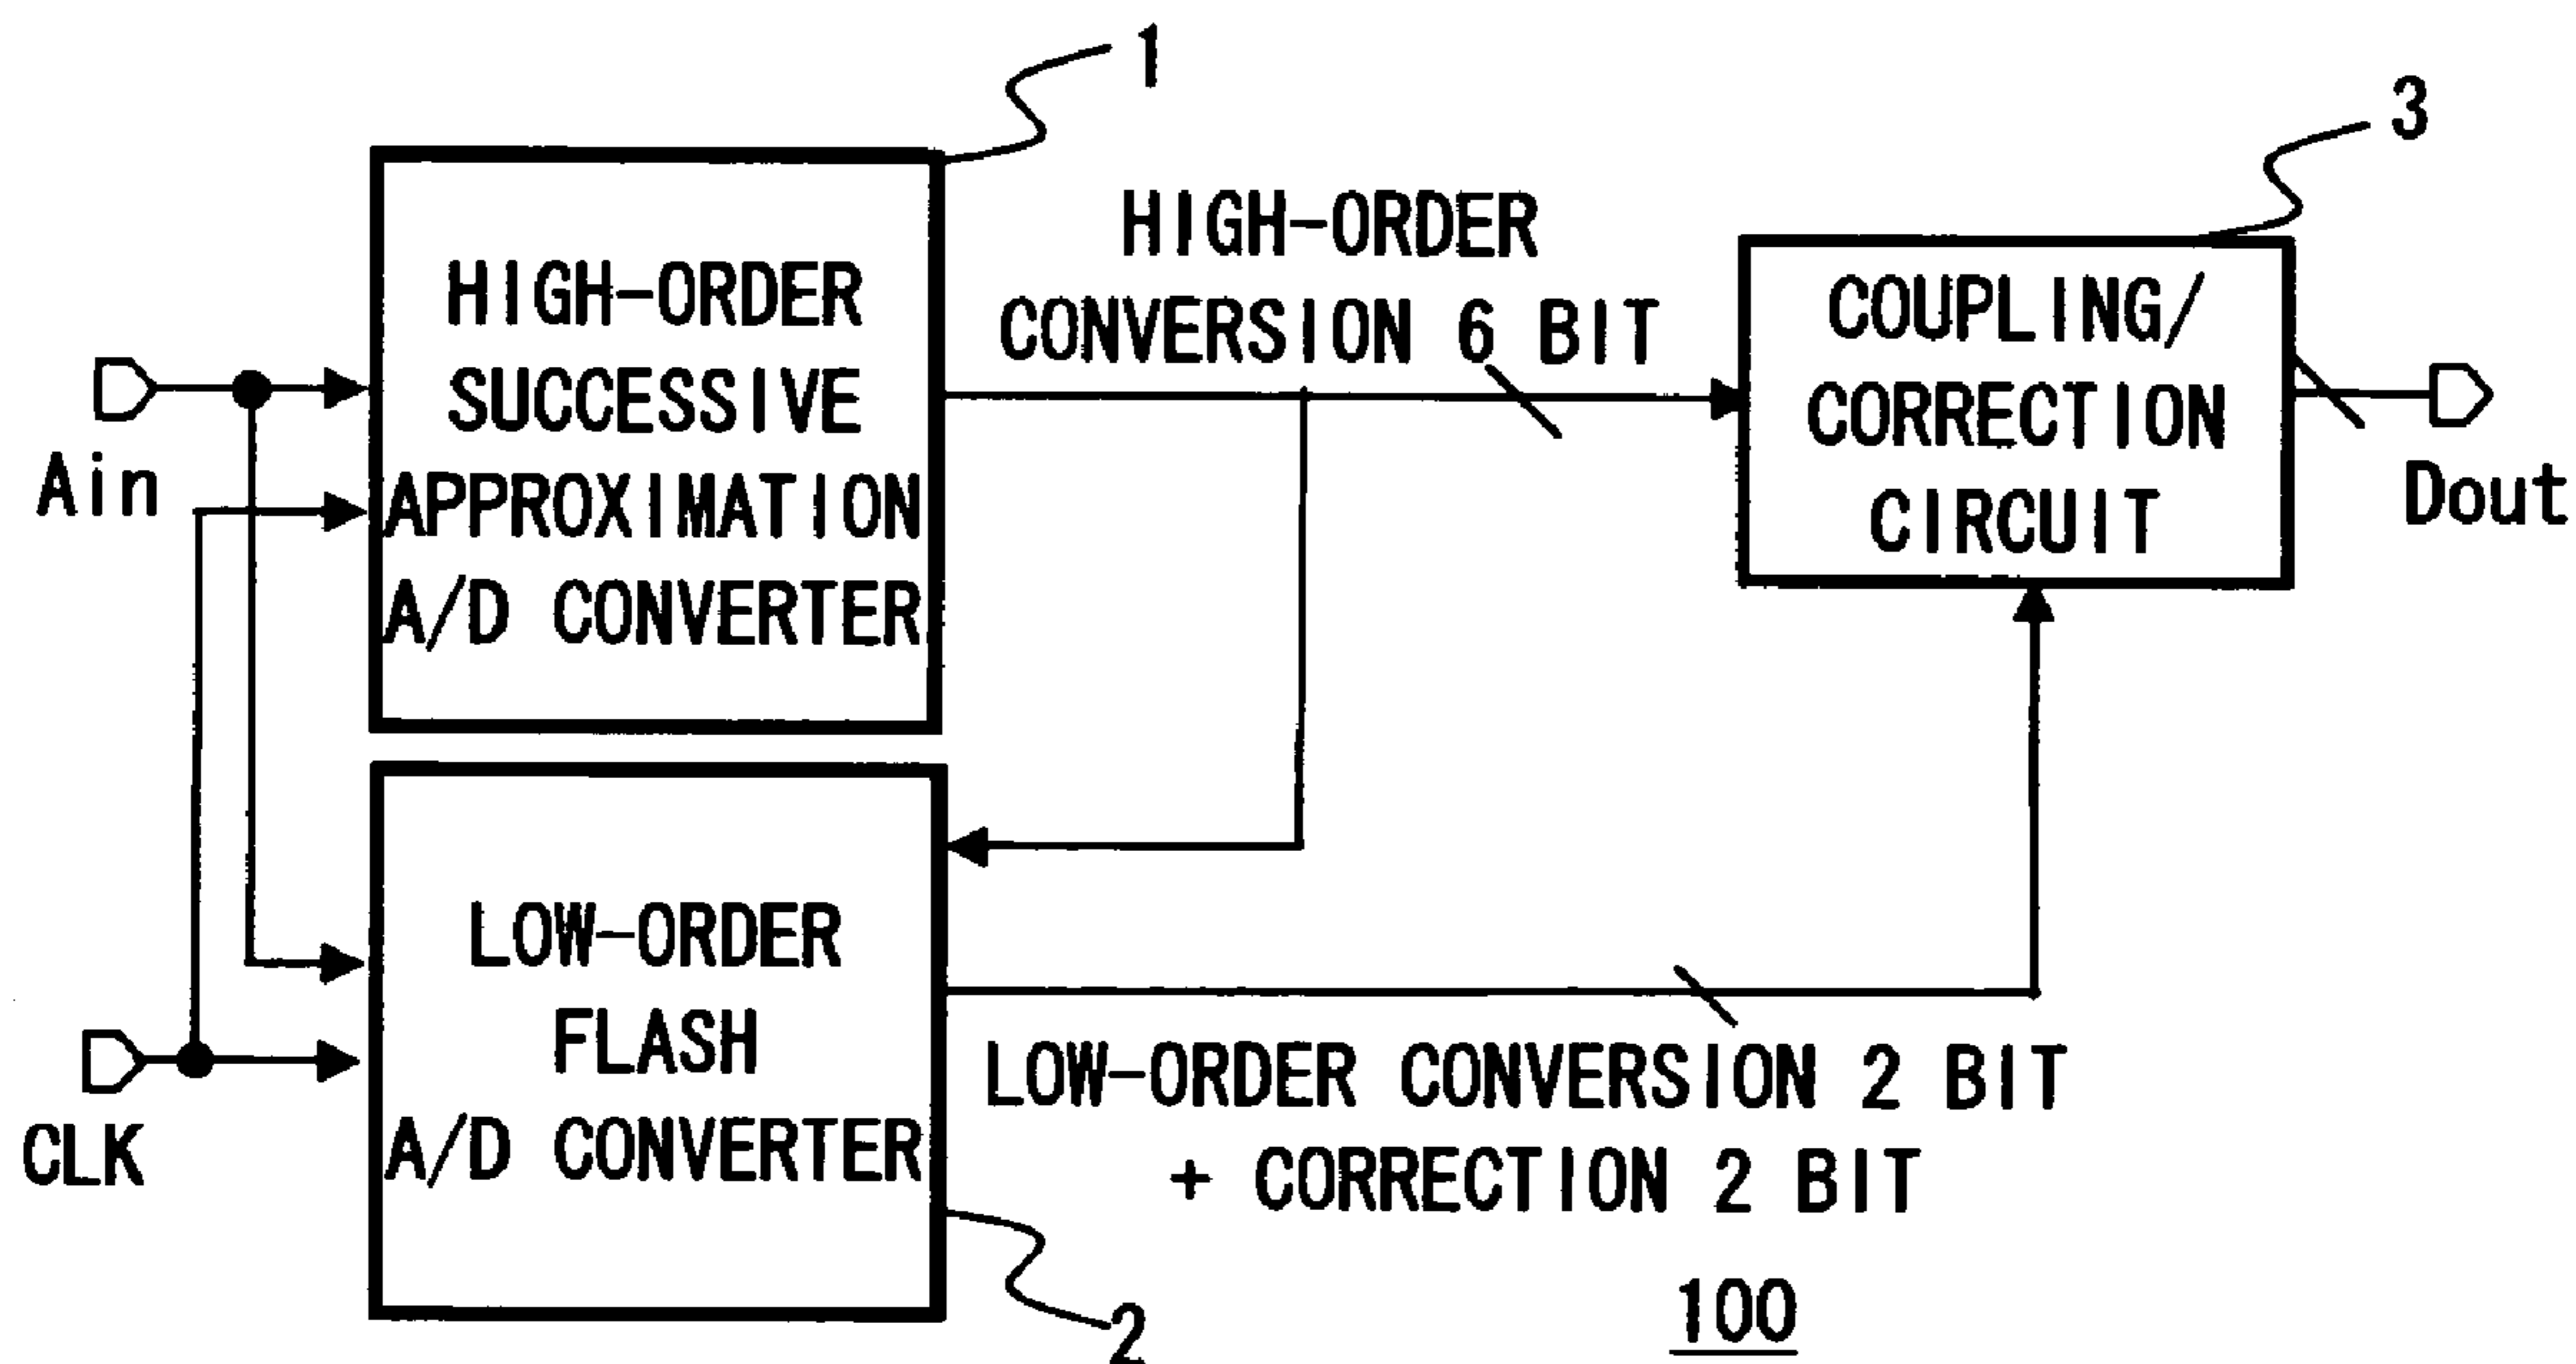 1
3
HIGH-ORDER
SUCCESSIVE
APPROXIMATION
A/D CONVERTER
HIGH-ORDER
CONVERSION 6 BIT
COUPLING/
CORRECTION
CIRCUIT
Ain
Dout
LOW-ORDER
FLASH
A/D CONVERTER
CLK
LOW-ORDER CONVERSION 2 BIT
+ CORRECTION 2 BIT
2
100